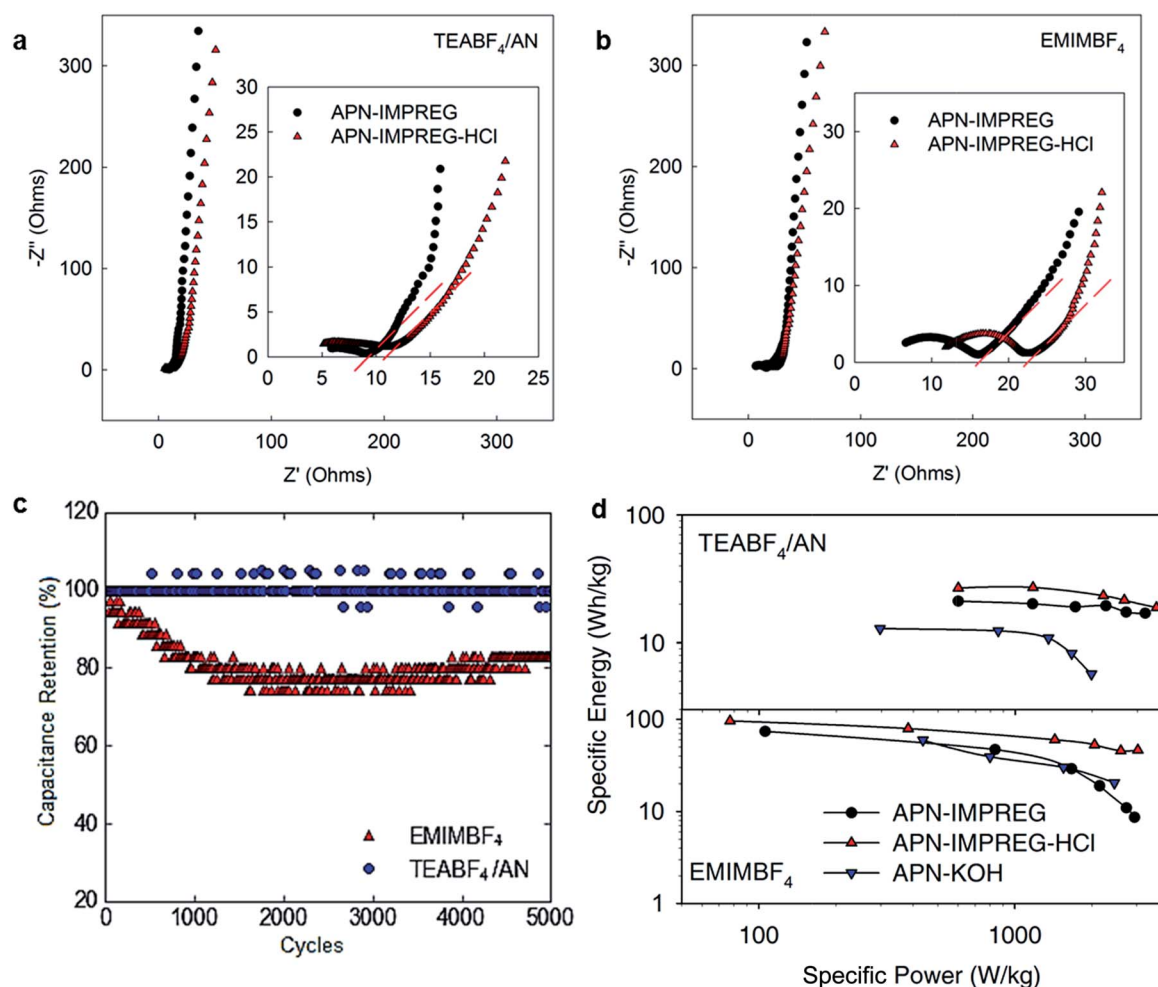 a
TEABF₄/AN
300
200
100
0
-Z'' (Ohms)
0 100 200 300
Z' (Ohms)
30
25
20
15
10
5
0
0 5 10 15 20 25
APN-IMPREG
APN-IMPREG-HCl
b
EMIMBF₄
300
200
100
0
-Z'' (Ohms)
0 100 200 300
Z' (Ohms)
30
20
10
0
0 10 20 30
APN-IMPREG
APN-IMPREG-HCl
c
120
100
80
60
40
20
Capacitance Retention (%)
EMIMBF₄
TEABF₄/AN
0 1000 2000 3000 4000 5000
Cycles
d
100
TEABF₄/AN
10
100
10
1
Specific Energy (Wh/kg)
APN-IMPREG
APN-IMPREG-HCl
APN-KOH
EMIMBF₄
100 1000
Specific Power (W/kg)